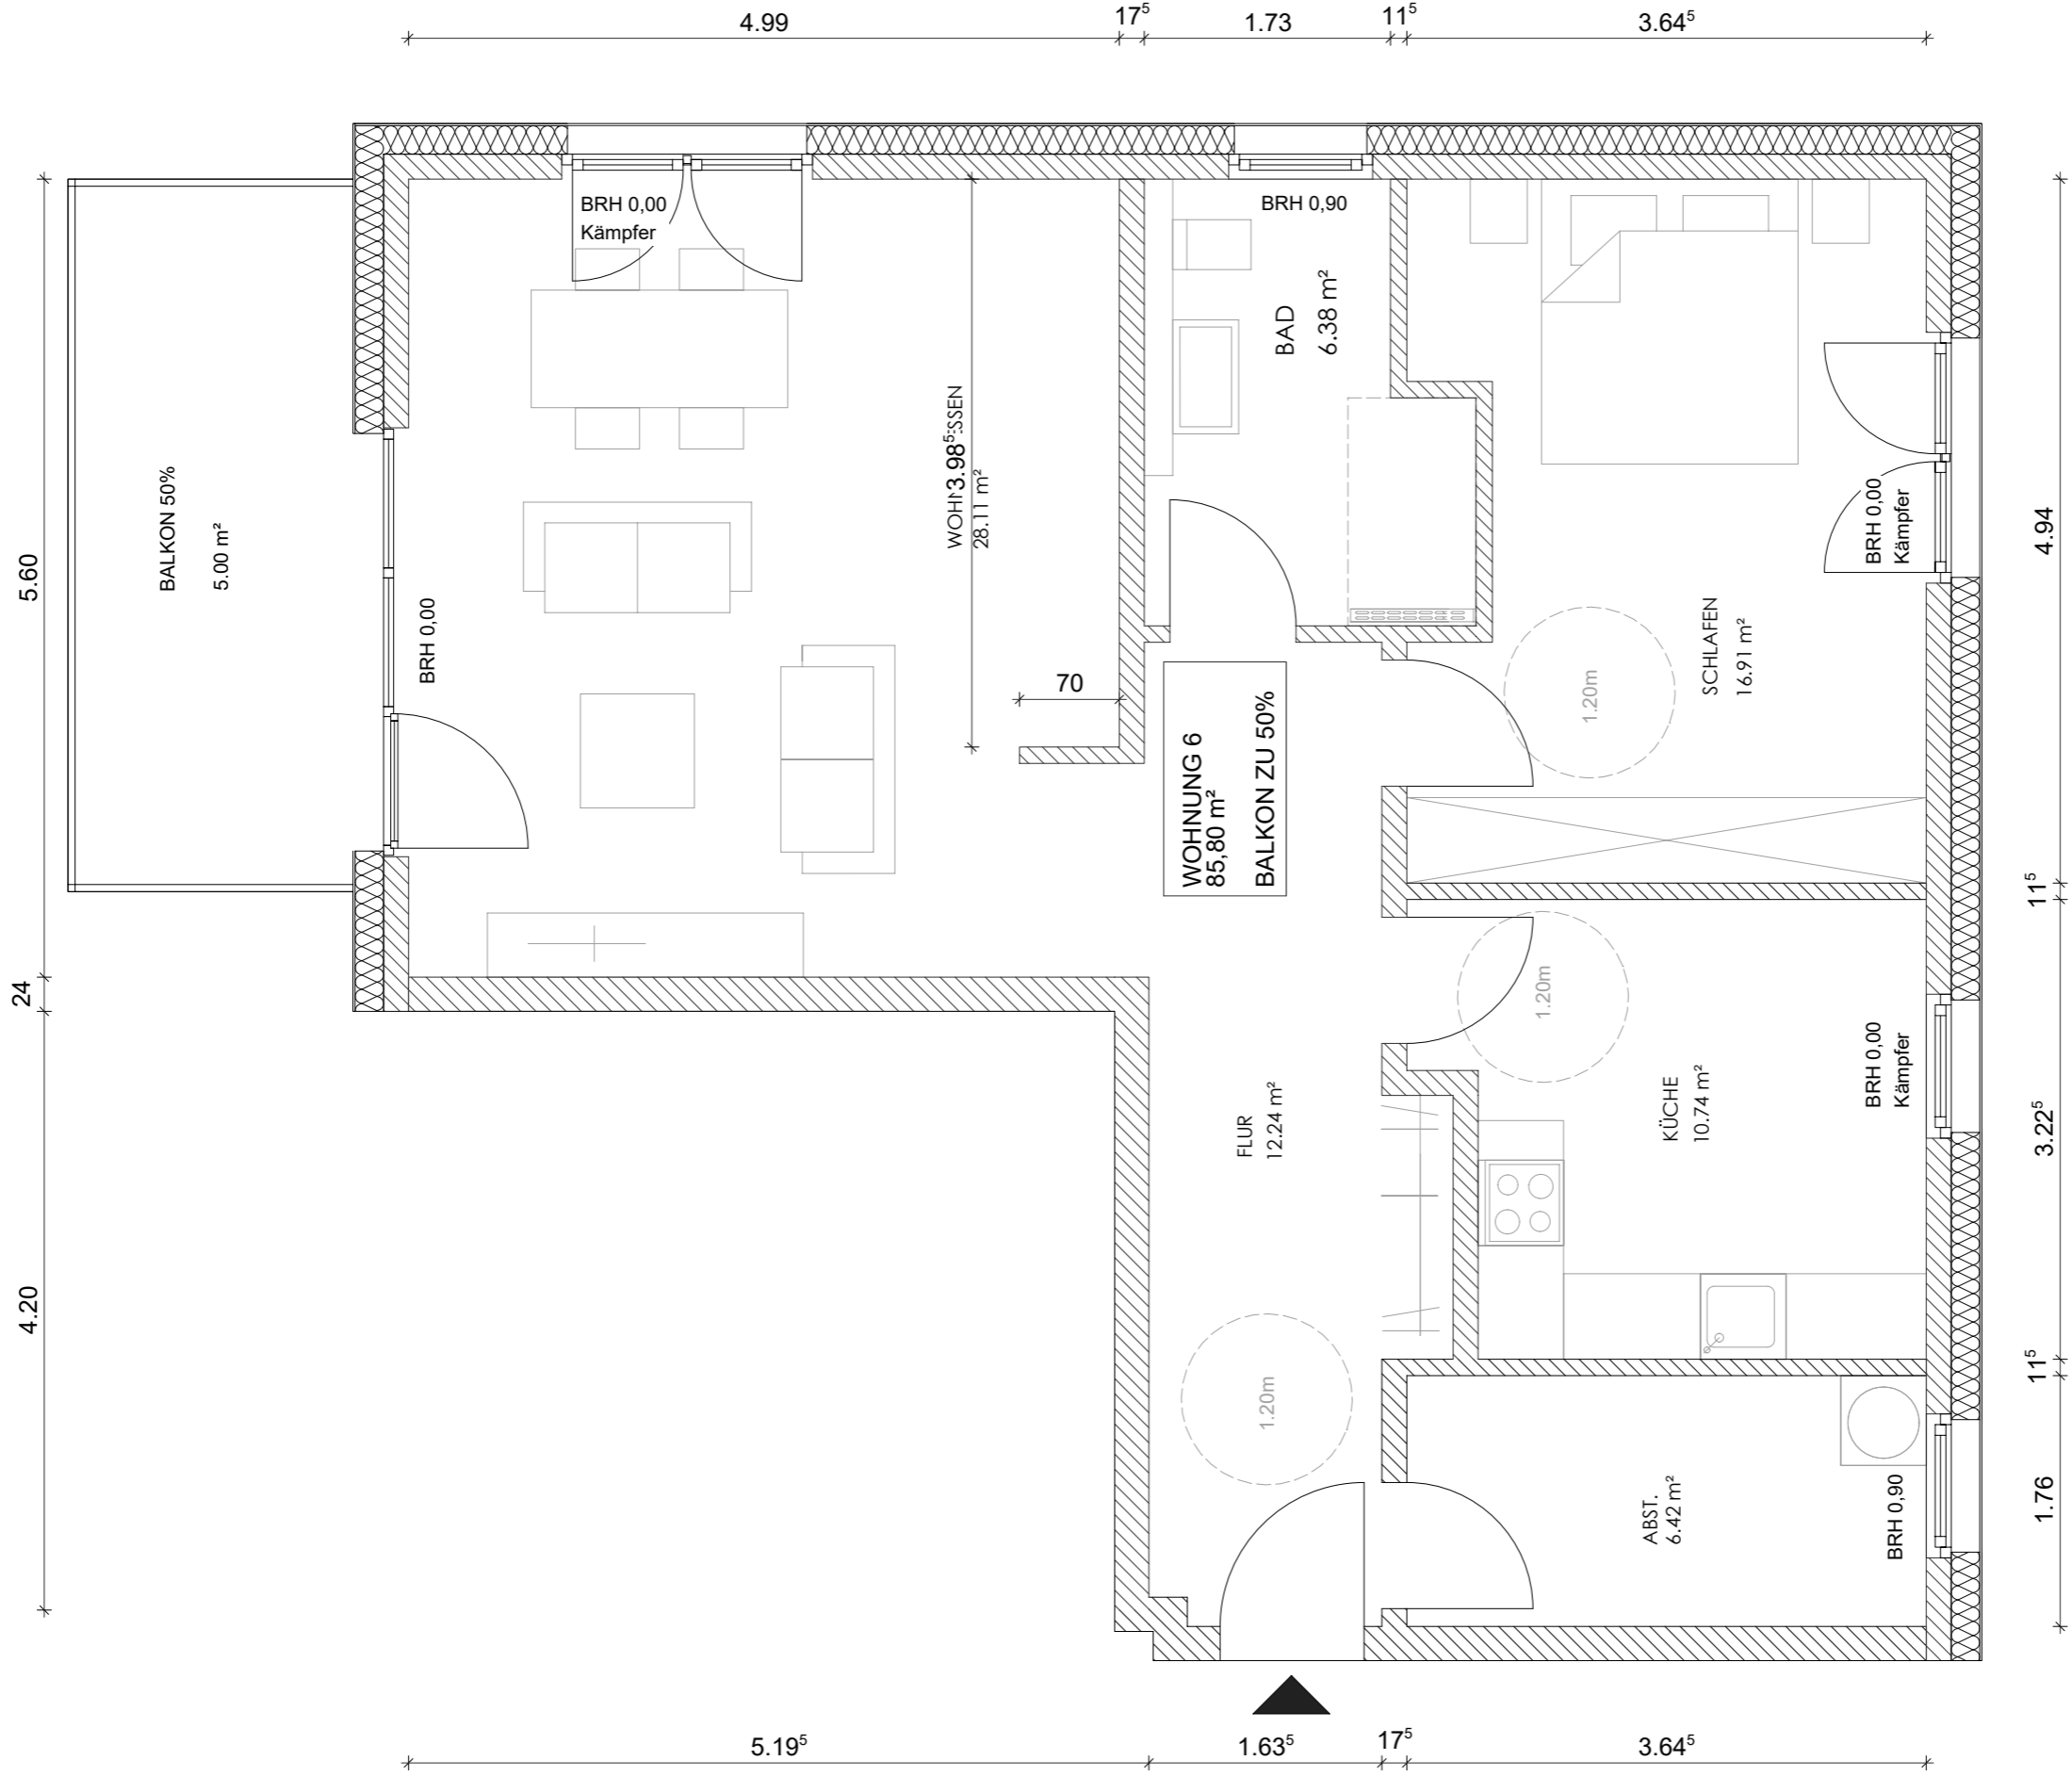 4.99
17⁵
1.73
11⁵
3.64⁵
BRH 0,00
Kämpfer
BRH 0,90
BAD
6.38 m²
3.98⁵
28.11 m²
BALKON 50%
5.00 m²
BRH 0,00
5.60
24
4.20
70
WOHNUNG 6
85,80 m²
BALKON ZU 50%
SCHLAFEN
16.91 m²
1.20m
BRH 0,00
Kämpfer
4.94
11⁵
3.22⁵
11⁵
1.76
1.20m
KÜCHE
10.74 m²
BRH 0,00
Kämpfer
FLUR
12.24 m²
1.20m
ABST.
6.42 m²
BRH 0,90
5.19⁵
1.63⁵
17⁵
3.64⁵